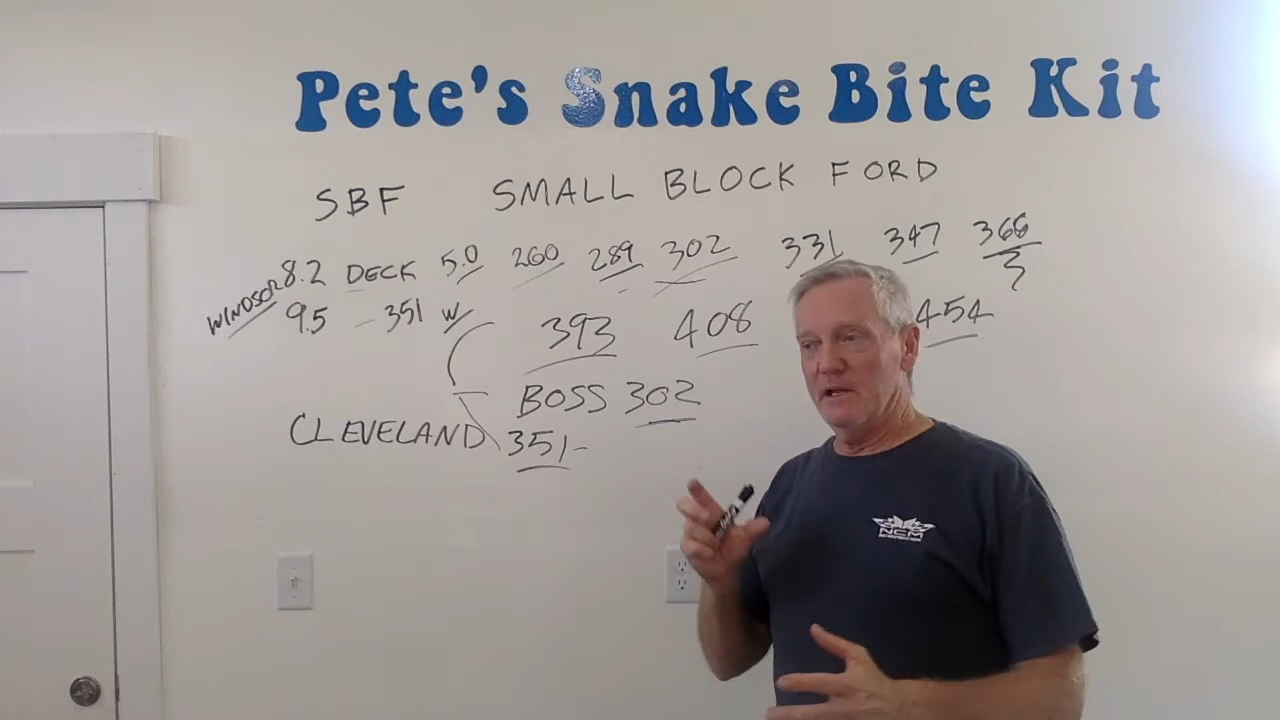 Pete's Snake Bite Kit
SBF SMALL BLOCK FORD
WINDSOR 8.2 DECK 5.0 260 289 302 331 347 366
9.5 - 351 W 393 408 454
BOSS 302
CLEVELAND 351-
NCM